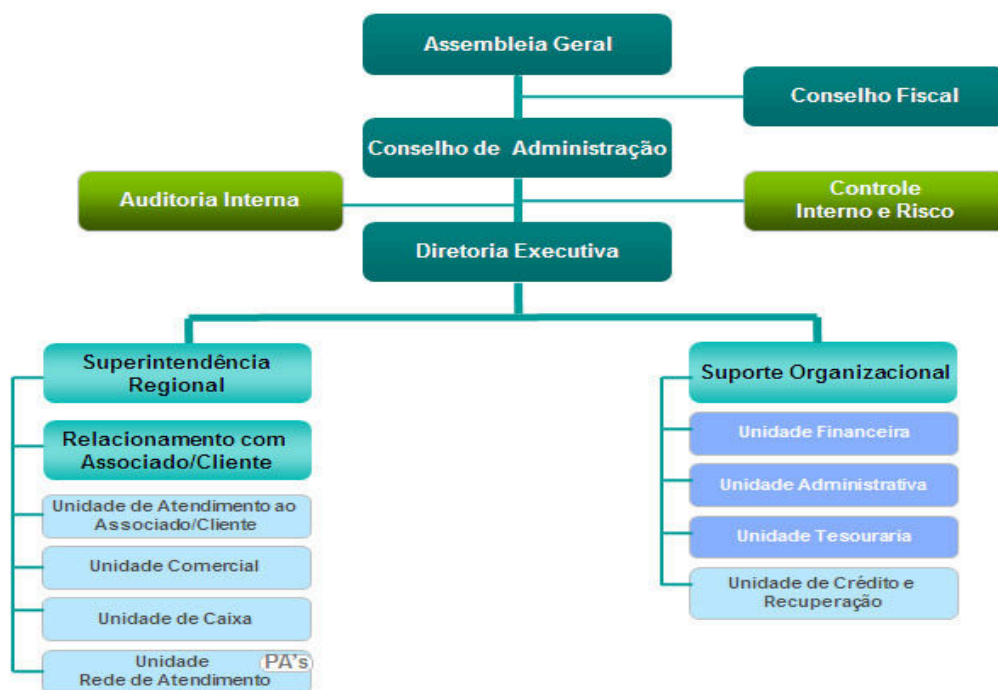 Assembleia Geral
Conselho Fiscal
Conselho de Administração
Auditoria Interna
Controle
Interno e Risco
Diretoria Executiva
Superintendência
Regional
Relacionamento com
Associado/Cliente
Unidade de Atendimento ao
Associado/Cliente
Unidade Comercial
Unidade de Caixa
Unidade PA's
Rede de Atendimento
Suporte Organizacional
Unidade Financeira
Unidade Administrativa
Unidade Tesouraria
Unidade de Crédito e
Recuperação